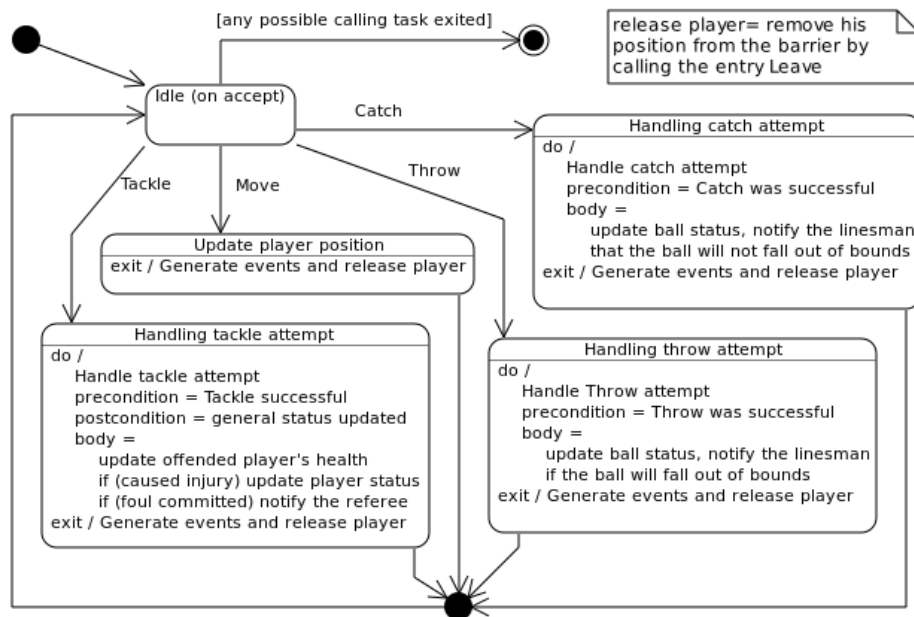 [any possible calling task exited]
release player= remove his
position from the barrier by
calling the entry Leave
Idle (on accept)
Catch
Tackle
Move
Throw
Handling catch attempt
do /
Handle catch attempt
precondition = Catch was successful
body =
update ball status, notify the linesman
that the ball will not fall out of bounds
exit / Generate events and release player
Update player position
exit / Generate events and release player
Handling tackle attempt
do /
Handle tackle attempt
precondition = Tackle successful
postcondition = general status updated
body =
update offended player's health
if (caused injury) update player status
if (foul committed) notify the referee
exit / Generate events and release player
Handling throw attempt
do /
Handle Throw attempt
precondition = Throw was successful
body =
update ball status, notify the linesman
if the ball will fall out of bounds
exit / Generate events and release player